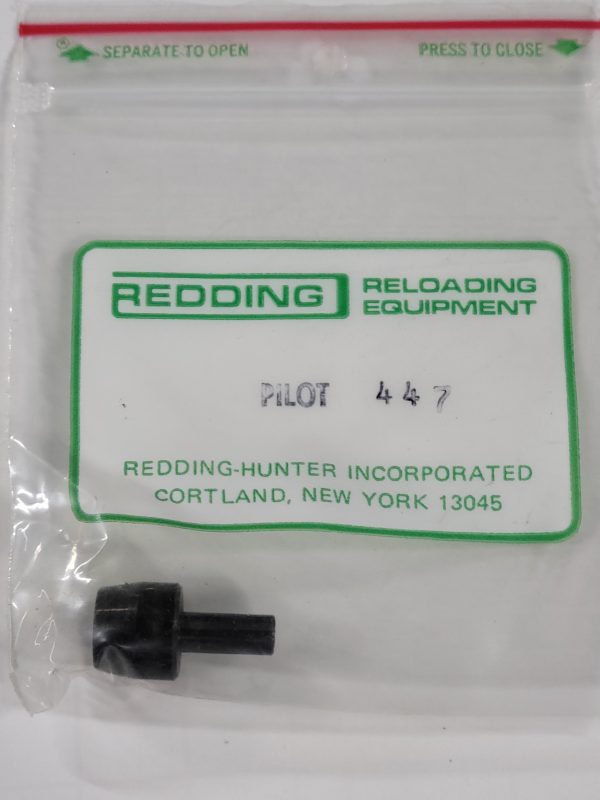 ® SEPARATE TO OPEN PRESS TO CLOSE
REDDING RELOADING
EQUIPMENT
PILOT 447
REDDING-HUNTER INCORPORATED
CORTLAND, NEW YORK 13045